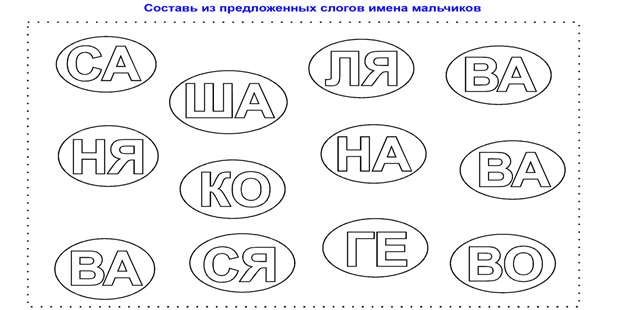 Составь из предложенных слогов имена мальчиков
СА ША ЛЯ ВА
НЯ КО НА ВА
ВА СЯ ГЕ ВО